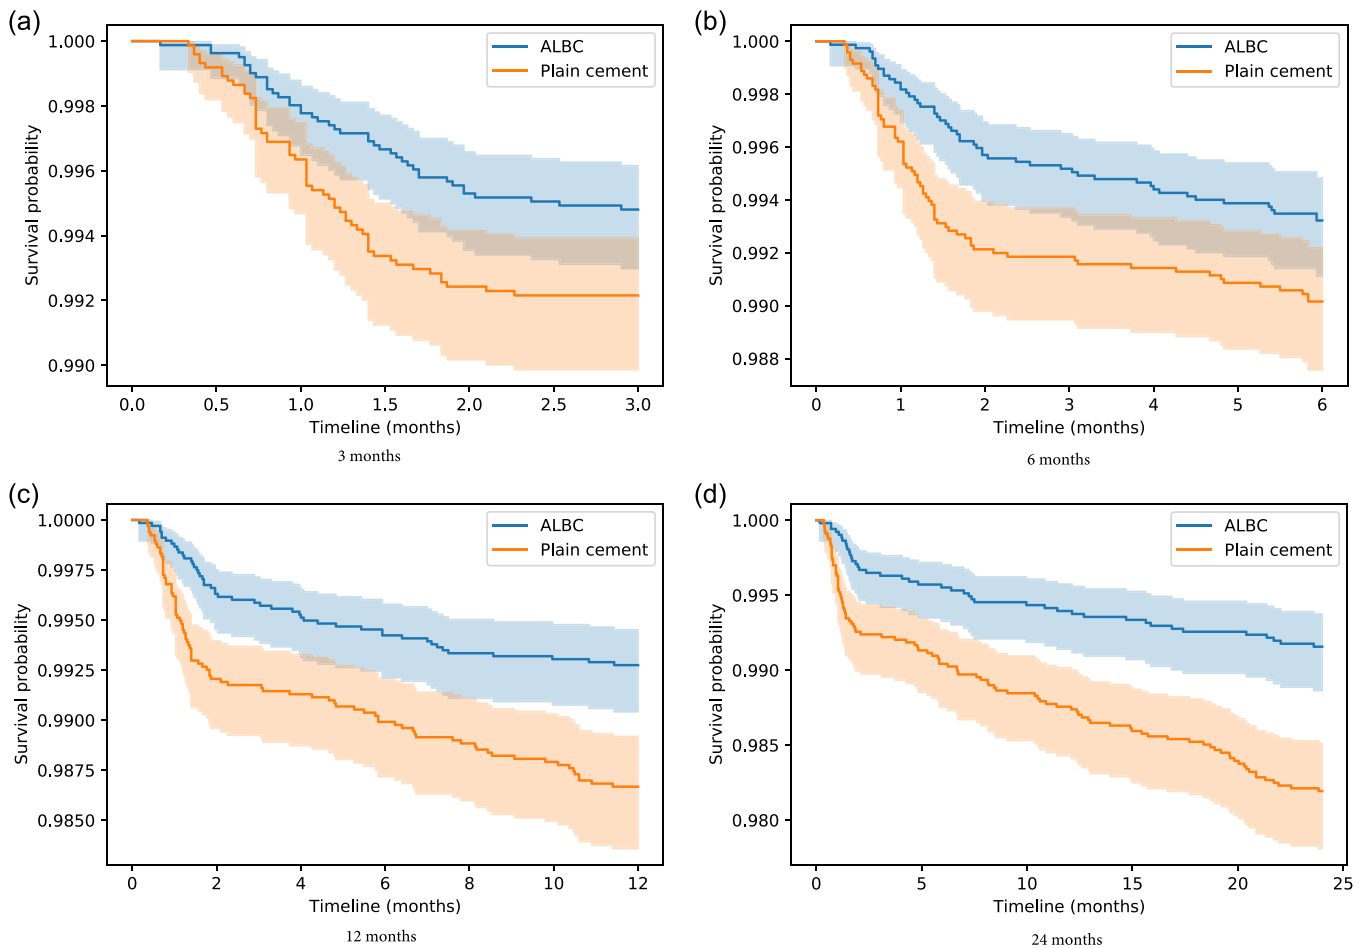 (a)
1.000
0.998
0.996
0.994
0.992
0.990
Survival probability
ALBC
Plain cement
0.0 0.5 1.0 1.5 2.0 2.5 3.0
Timeline (months)
3 months
(b)
1.000
0.998
0.996
0.994
0.992
0.990
0.988
Survival probability
ALBC
Plain cement
0 1 2 3 4 5 6
Timeline (months)
6 months
(c)
1.0000
0.9975
0.9950
0.9925
0.9900
0.9875
0.9850
Survival probability
ALBC
Plain cement
0 2 4 6 8 10 12
Timeline (months)
12 months
(d)
1.000
0.995
0.990
0.985
0.980
Survival probability
ALBC
Plain cement
0 5 10 15 20 25
Timeline (months)
24 months